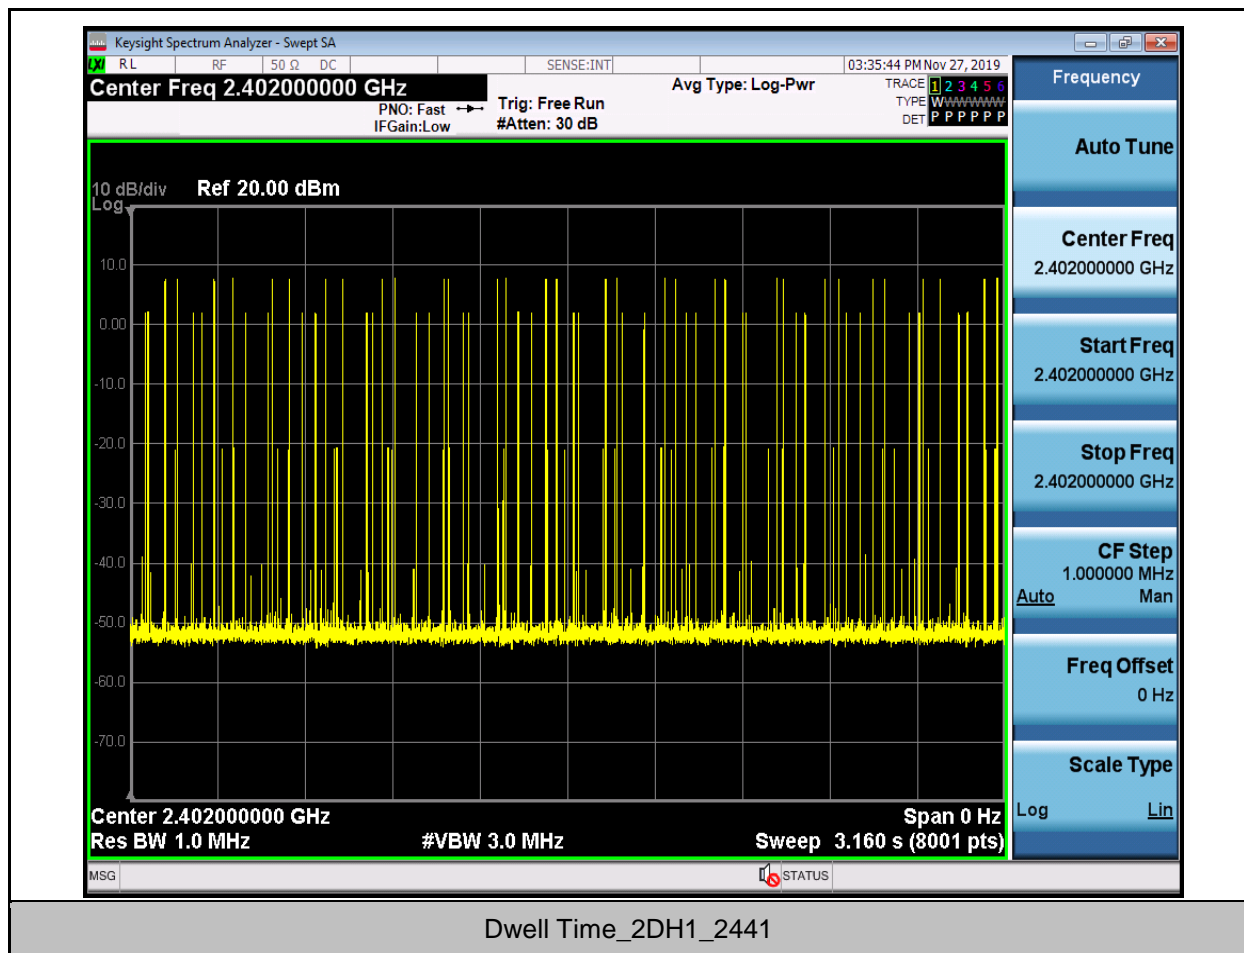 Keysight Spectrum Analyzer - Swept SA
LXI RL RF 50 Ω DC SENSE:INT 03:35:44 PM Nov 27, 2019
Center Freq 2.402000000 GHz
PNO: Fast
IFGain:Low
Trig: Free Run
#Atten: 30 dB
Avg Type: Log-Pwr
TRACE 1 2 3 4 5 6
TYPE WWWWWW
DET P P P P P P
10 dB/div Ref 20.00 dBm
Log
10.0
0.00
-10.0
-20.0
-30.0
-40.0
-50.0
-60.0
-70.0
Center 2.402000000 GHz Span 0 Hz
Res BW 1.0 MHz #VBW 3.0 MHz Sweep 3.160 s (8001 pts)
MSG STATUS
Frequency
Auto Tune
Center Freq
2.402000000 GHz
Start Freq
2.402000000 GHz
Stop Freq
2.402000000 GHz
CF Step
1.000000 MHz
Auto Man
Freq Offset
0 Hz
Scale Type
Log Lin
Dwell Time_2DH1_2441